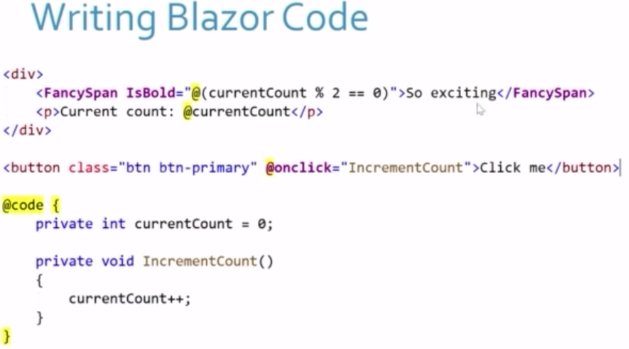 Writing Blazor Code
<div>
<FancySpan IsBold="@(currentCount % 2 == 0)">So exciting</FancySpan>
<p>Current count: @currentCount</p>
</div>
<button class="btn btn-primary" @onclick="IncrementCount">Click me</button>
@code {
private int currentCount = 0;
private void IncrementCount()
{
currentCount++;
}
}